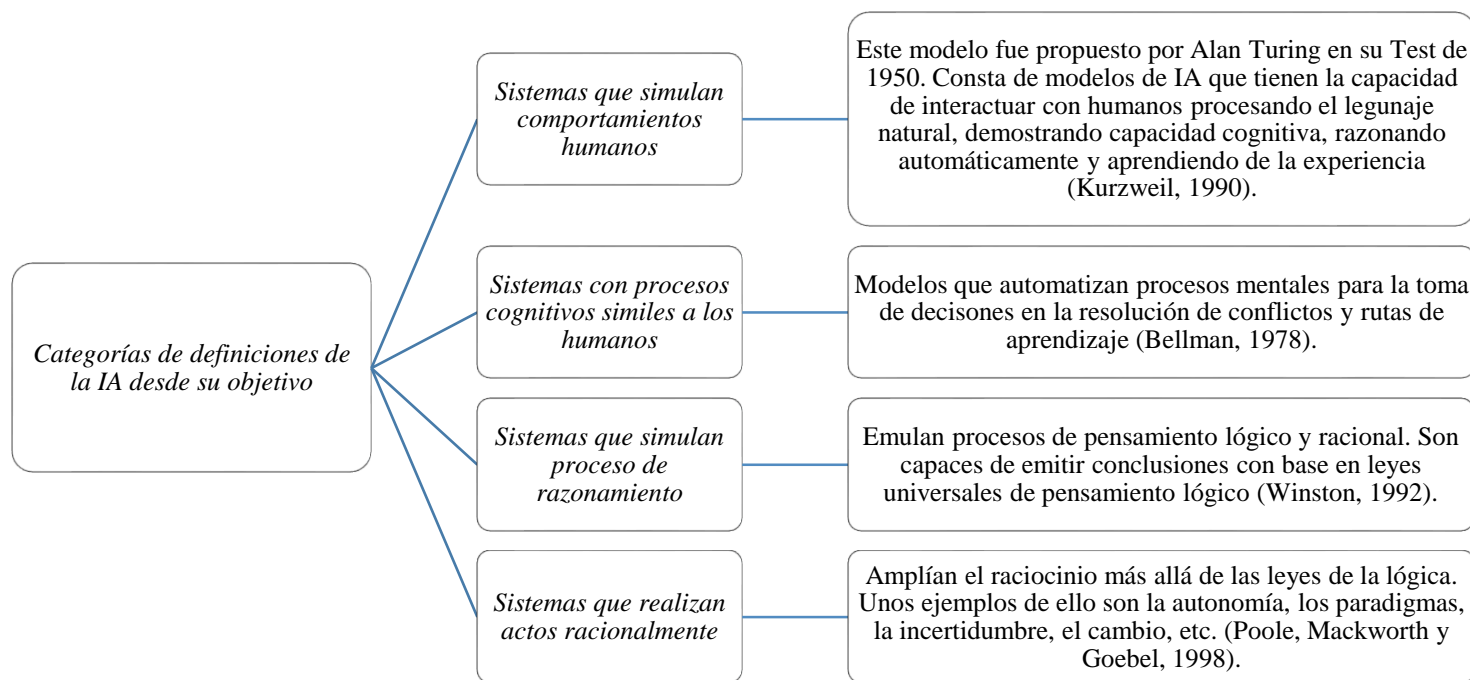 Categorías de definiciones de
la IA desde su objetivo
Sistemas que simulan
comportamientos
humanos
Este modelo fue propuesto por Alan Turing en su Test de
1950. Consta de modelos de IA que tienen la capacidad
de interactuar con humanos procesando el legunaje
natural, demostrando capacidad cognitiva, razonando
automáticamente y aprendiendo de la experiencia
(Kurzweil, 1990).
Sistemas con procesos
cognitivos similes a los
humanos
Modelos que automatizan procesos mentales para la toma
de decisones en la resolución de conflictos y rutas de
aprendizaje (Bellman, 1978).
Sistemas que simulan
proceso de
razonamiento
Emulan procesos de pensamiento lógico y racional. Son
capaces de emitir conclusiones con base en leyes
universales de pensamiento lógico (Winston, 1992).
Sistemas que realizan
actos racionalmente
Amplían el raciocinio más allá de las leyes de la lógica.
Unos ejemplos de ello son la autonomía, los paradigmas,
la incertidumbre, el cambio, etc. (Poole, Mackworth y
Goebel, 1998).